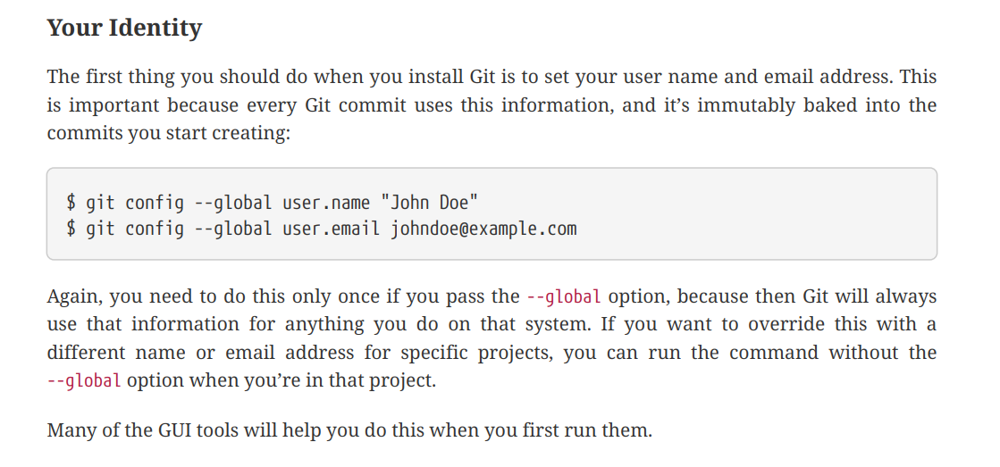 Your Identity
The first thing you should do when you install Git is to set your user name and email address. This
is important because every Git commit uses this information, and it’s immutably baked into the
commits you start creating:
$ git config --global user.name "John Doe"
$ git config --global user.email johndoe@example.com
Again, you need to do this only once if you pass the --global option, because then Git will always
use that information for anything you do on that system. If you want to override this with a
different name or email address for specific projects, you can run the command without the
--global option when you’re in that project.
Many of the GUI tools will help you do this when you first run them.